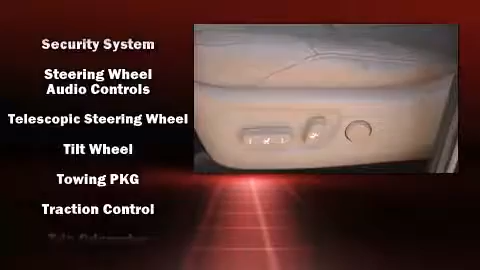 Security System
Steering Wheel
Audio Controls
Telescopic Steering Wheel
Tilt Wheel
Towing PKG
Traction Control